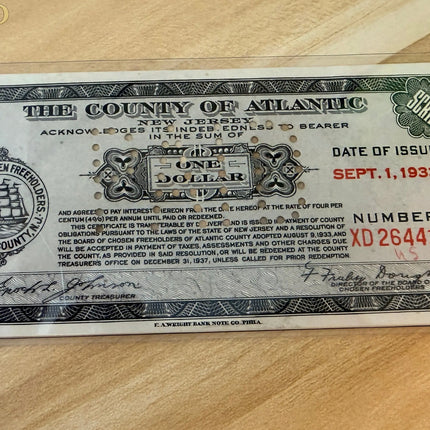 THE COUNTY OF ATLANTIC
NEW JERSEY
ACKNOWLEDGES ITS INDEBTEDNESS TO BEARER
IN THE SUM OF
ONE
DOLLAR
DATE OF ISSUE
SEPT. 1, 193
AND AGREES TO PAY INTEREST HEREON FROM THE DATE HEREOF AT THE RATE OF FOUR PER
CENTUM (4%) PER ANNUM UNTIL PAID OR REDEEMED.
THIS CERTIFICATE IS TRANSFERABLE BY DELIVERY AND IS ISSUED IN PAYMENT OF COUNTY
OBLIGATIONS PURSUANT TO THE LAWS OF THE STATE OF NEW JERSEY AND A RESOLUTION OF
THE BOARD OF CHOSEN FREEHOLDERS OF ATLANTIC COUNTY ADOPTED AUGUST 9, 1933, AND
WILL BE ACCEPTED IN PAYMENT OF TAXES, ASSESSMENTS AND OTHER CHARGES DUE
THE COUNTY, AS PROVIDED IN SAID RESOLUTION, OR WILL BE REDEEMED AT THE COUNTY
TREASURERS OFFICE ON DECEMBER 31, 1937, UNLESS CALLED FOR PRIOR REDEMPTION
NUMBER
XD 26441
Enoch L. Johnson
COUNTY TREASURER
DIRECTOR OF THE BOARD OF
CHOSEN FREEHOLDERS
F. A. WEIGHT BANK NOTE CO. PHILA.